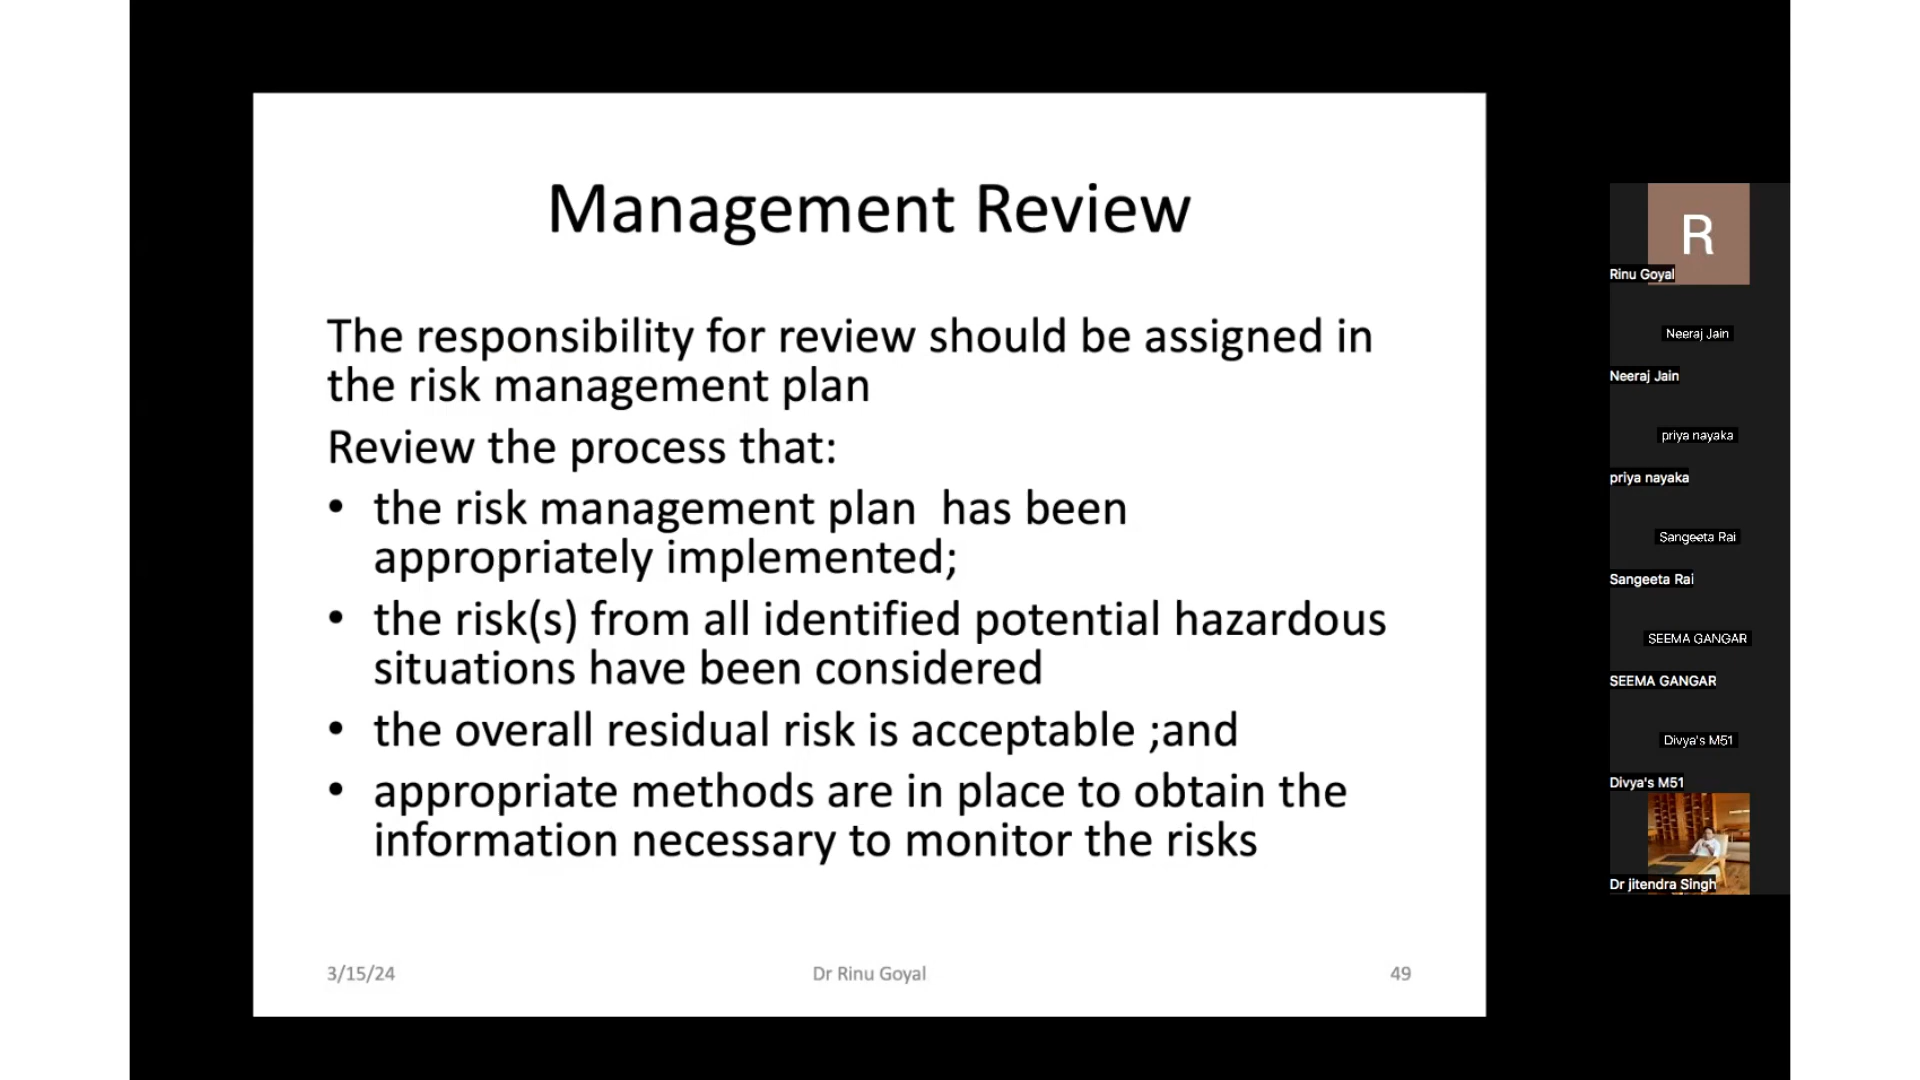 Management Review
The responsibility for review should be assigned in
the risk management plan
Review the process that:
• the risk management plan  has been
appropriately implemented;
• the risk(s) from all identified potential hazardous
situations have been considered
• the overall residual risk is acceptable ;and
• appropriate methods are in place to obtain the
information necessary to monitor the risks
3/15/24
Dr Rinu Goyal
49
R
Rinu Goyal
Neeraj Jain
Neeraj Jain
priya nayaka
priya nayaka
Sangeeta Rai
Sangeeta Rai
SEEMA GANGAR
SEEMA GANGAR
Divya's M51
Divya's M51
Dr jitendra Singh